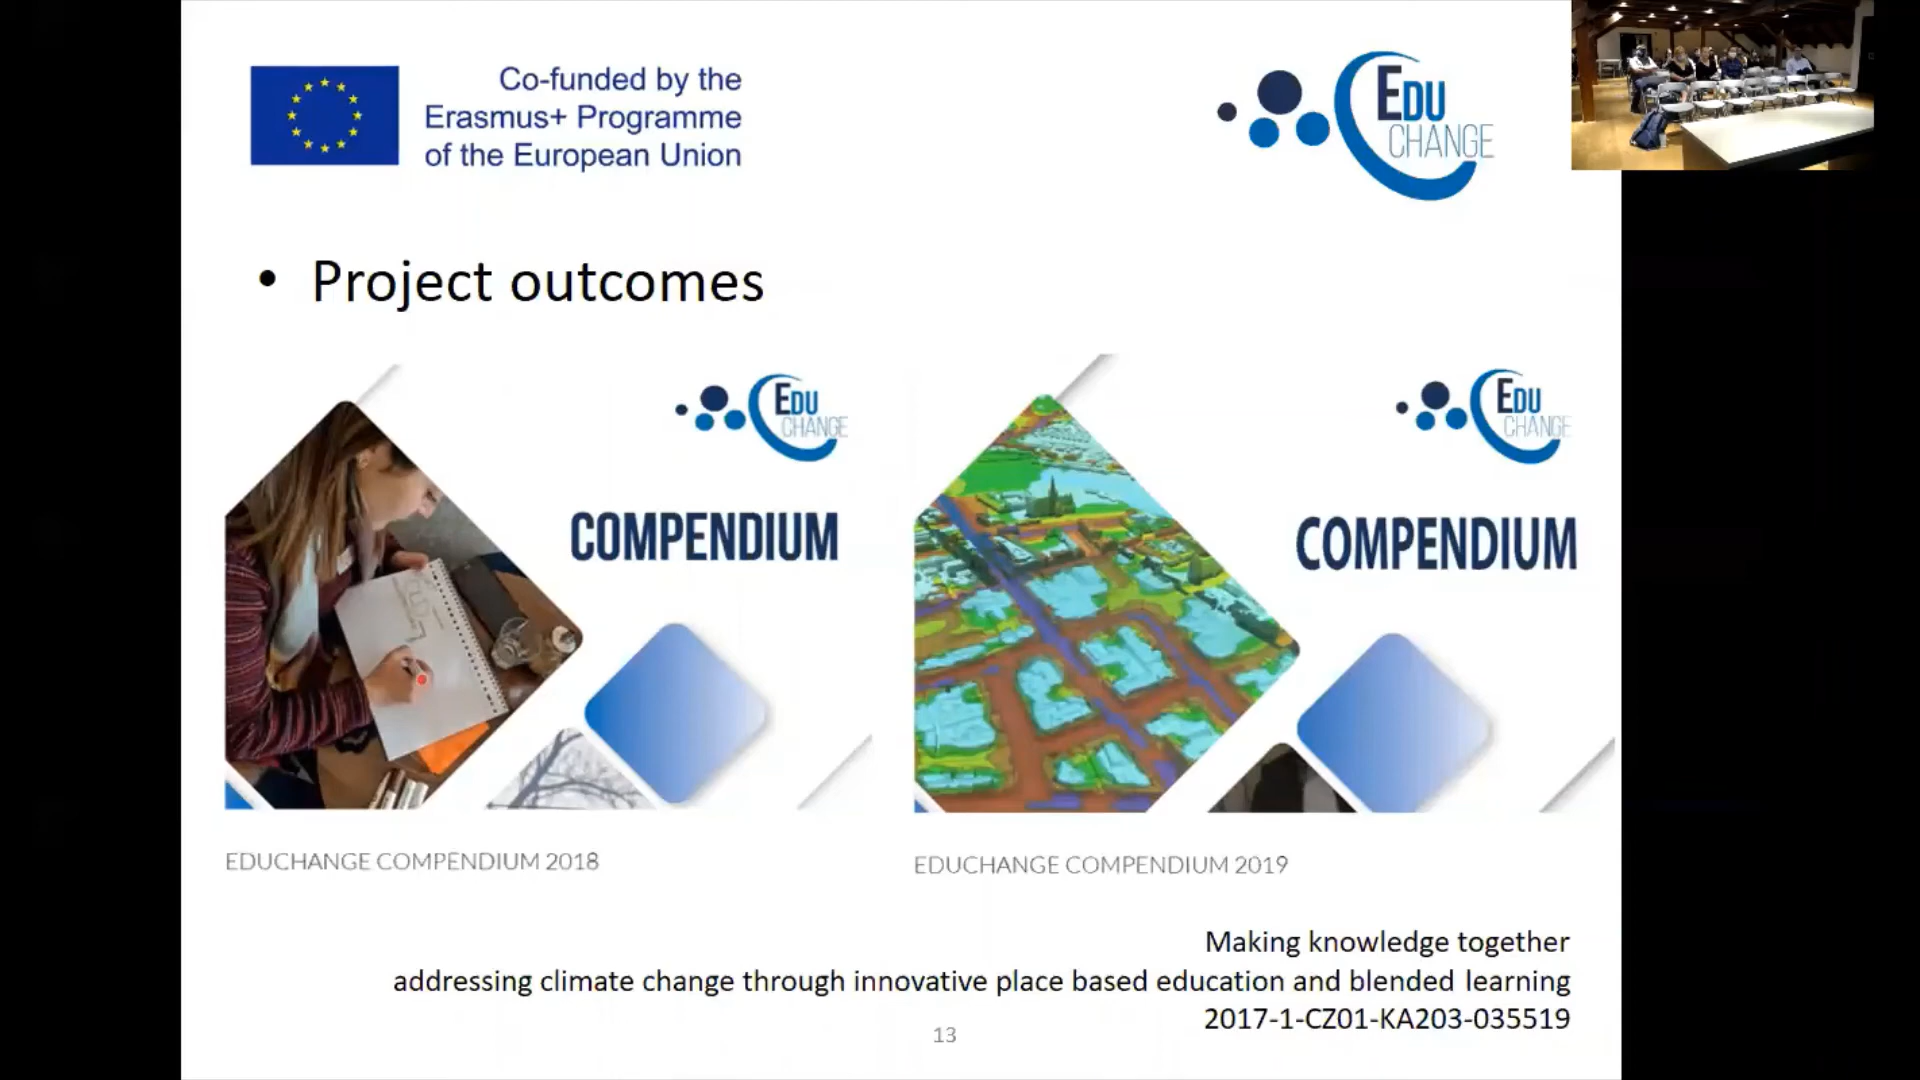 Co-funded by the
Erasmus+ Programme
of the European Union
EDU
CHANGE
• Project outcomes
EDU
CHANGE
COMPENDIUM
EDUCHANGE COMPENDIUM 2018
EDU
CHANGE
COMPENDIUM
EDUCHANGE COMPENDIUM 2019
Making knowledge together
addressing climate change through innovative place based education and blended learning
2017-1-CZ01-KA203-035519
13